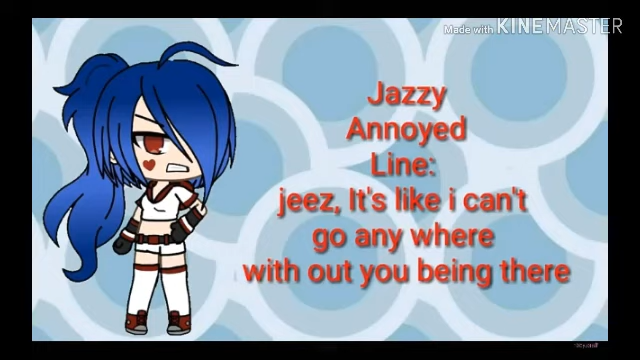 Made with KINEMASTER
Jazzy
Annoyed
Line:
jeez, It's like i can't
go any where
with out you being there